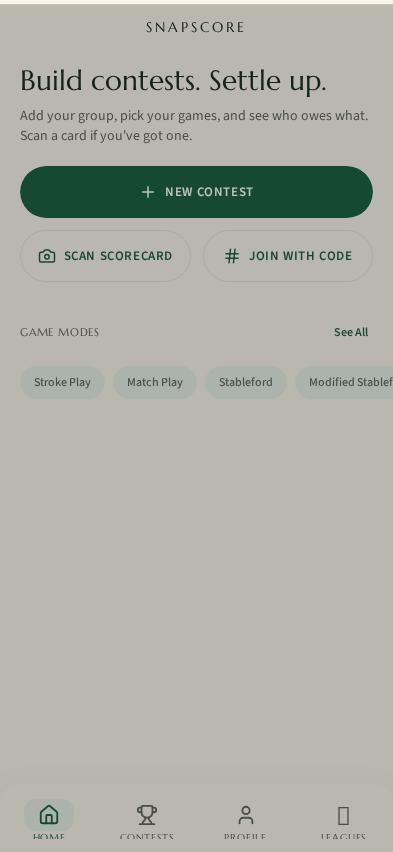 SNAPSCORE
Build contests. Settle up.
Add your group, pick your games, and see who owes what.
Scan a card if you've got one.
NEW CONTEST
SCAN SCORECARD
JOIN WITH CODE
GAME MODES
See All
Stroke Play
Match Play
Stableford
Modified Stablef
HOME
CONTESTS
PROFILE
LEAGUES